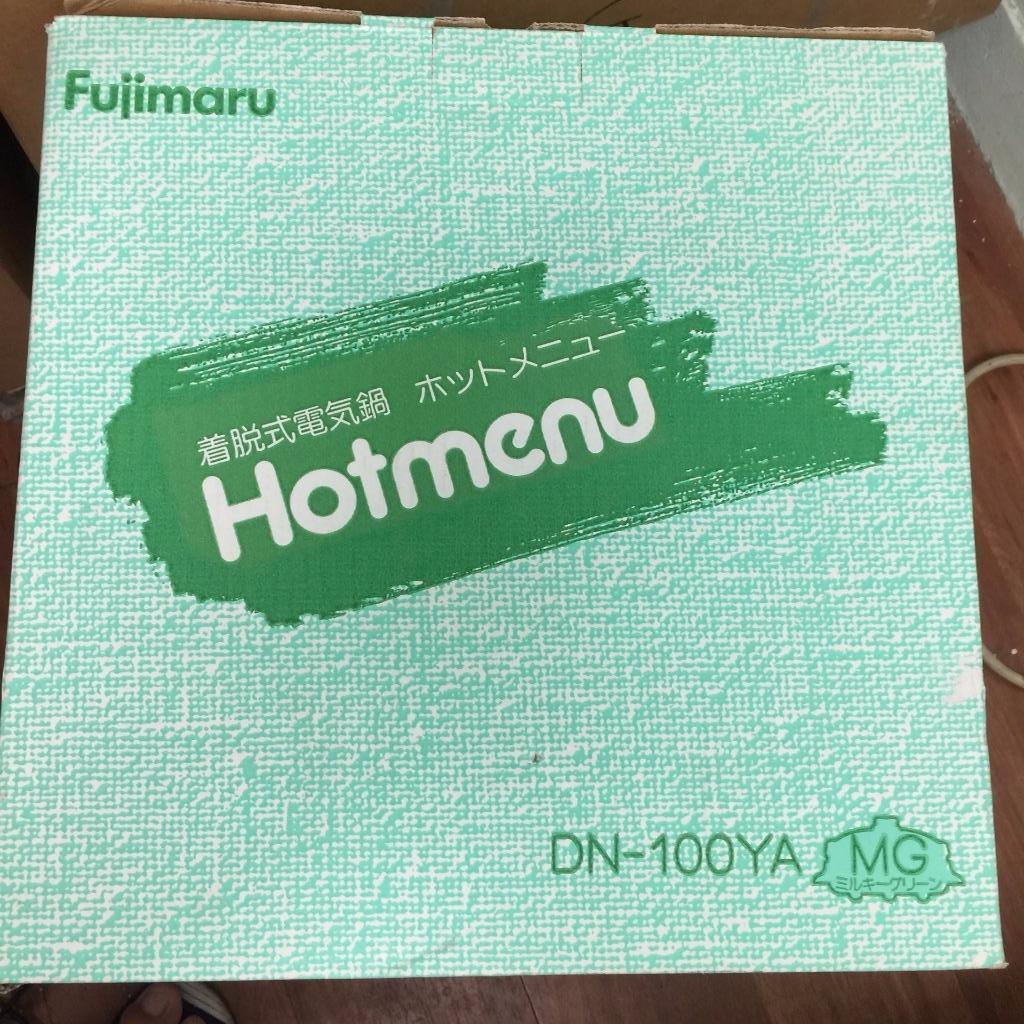 Fujimaru
着脱式電気鍋 ホットメニュー
Hotmenu
DN-100YA
MG
ミルキーグリーン